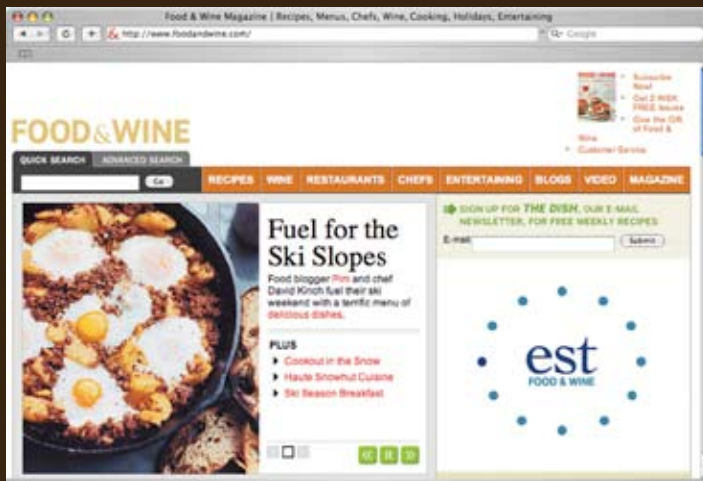 Food & Wine Magazine | Recipes, Menus, Chefs, Wine, Cooking, Holidays, Entertaining
http://www.foodandwine.com/
Google
Subscribe
Now!
Get 2 RISK
FREE Issues
Give the Gift
of Food &
Wine
Customer Service
FOOD&WINE
QUICK SEARCH ADVANCED SEARCH
Go
RECIPES WINE RESTAURANTS CHEFS ENTERTAINING BLOGS VIDEO MAGAZINE
Fuel for the
Ski Slopes
Food blogger Pim and chef
David Kinch fuel their ski
weekend with a terrific menu of
delicious dishes.
PLUS
Cookout in the Snow
Haute Snowhut Cuisine
Ski Season Breakfast
SIGN UP FOR THE DISH, OUR E-MAIL
NEWSLETTER, FOR FREE WEEKLY RECIPES
E-mail Submit
est
FOOD & WINE